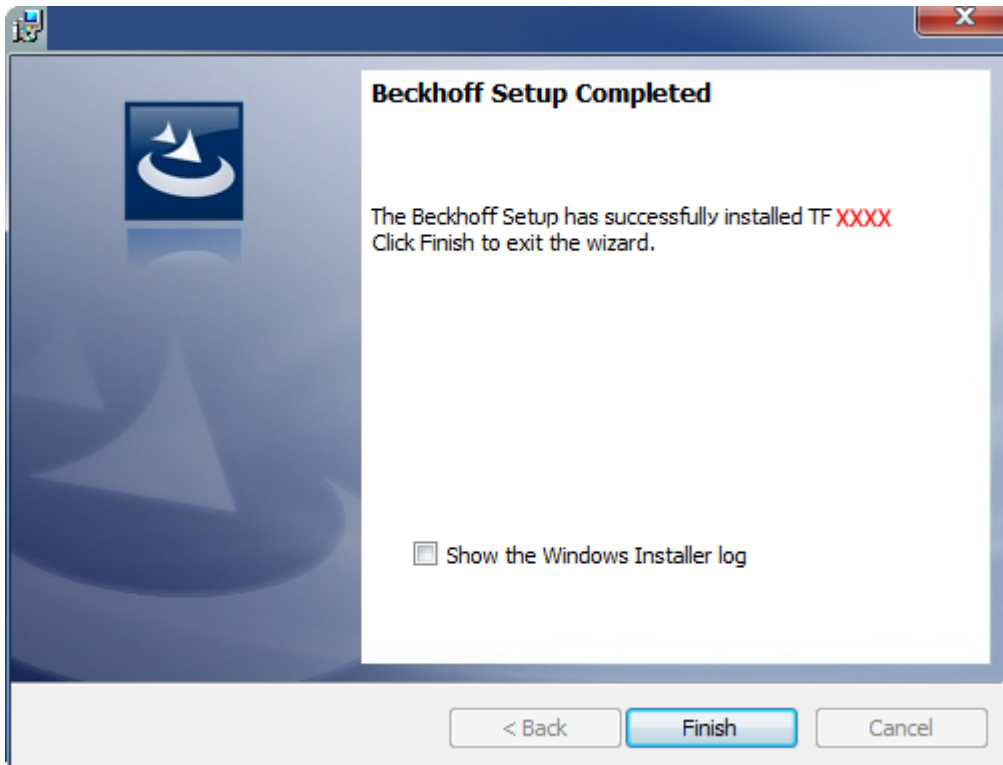 Beckhoff Setup Completed
The Beckhoff Setup has successfully installed TF XXXX
Click Finish to exit the wizard.
Show the Windows Installer log
< Back
Finish
Cancel